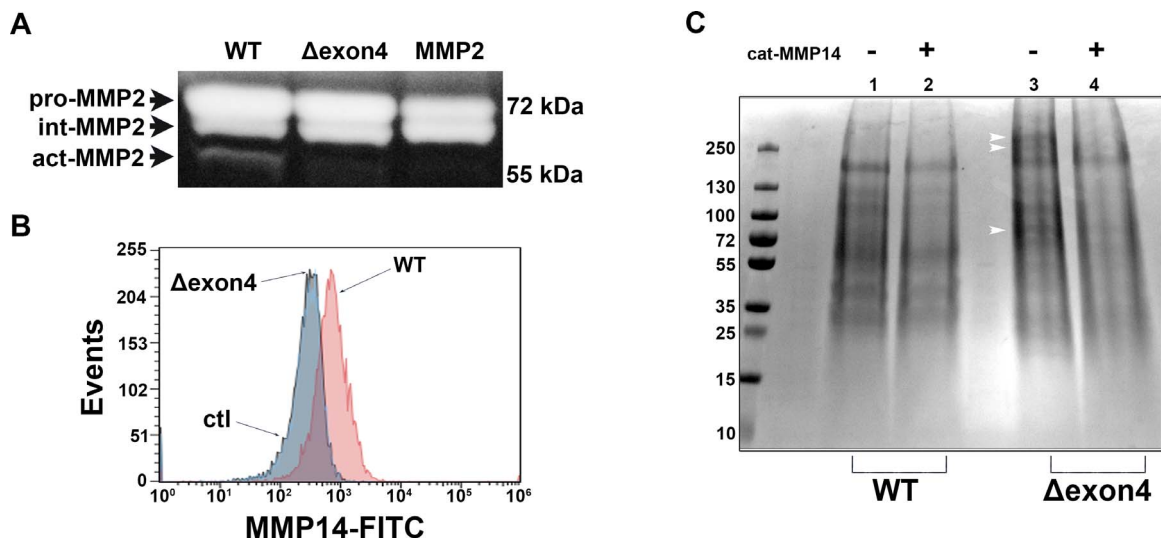 A
WT Δexon4 MMP2
pro-MMP2
int-MMP2
act-MMP2
72 kDa
55 kDa
B
255
204
153
102
51
0
Events
Δexon4
WT
ctl
10⁰ 10¹ 10² 10³ 10⁴ 10⁵ 10⁶
MMP14-FITC
C
cat-MMP14 - + - +
1 2 3 4
250
130
100
72
55
35
25
15
10
WT Δexon4